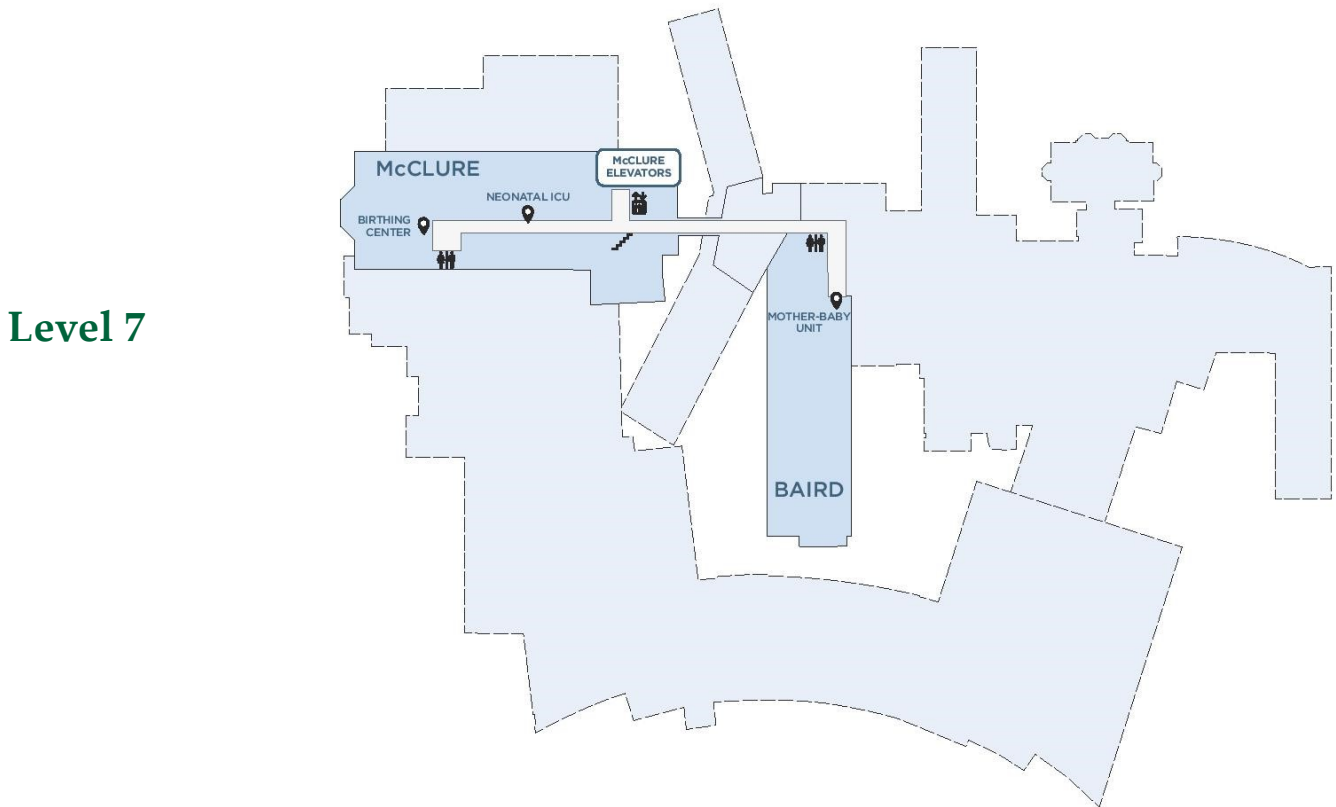 McCLURE
McCLURE
ELEVATORS
NEONATAL ICU
BIRTHING
CENTER
Level 7
MOTHER-BABY
UNIT
BAIRD